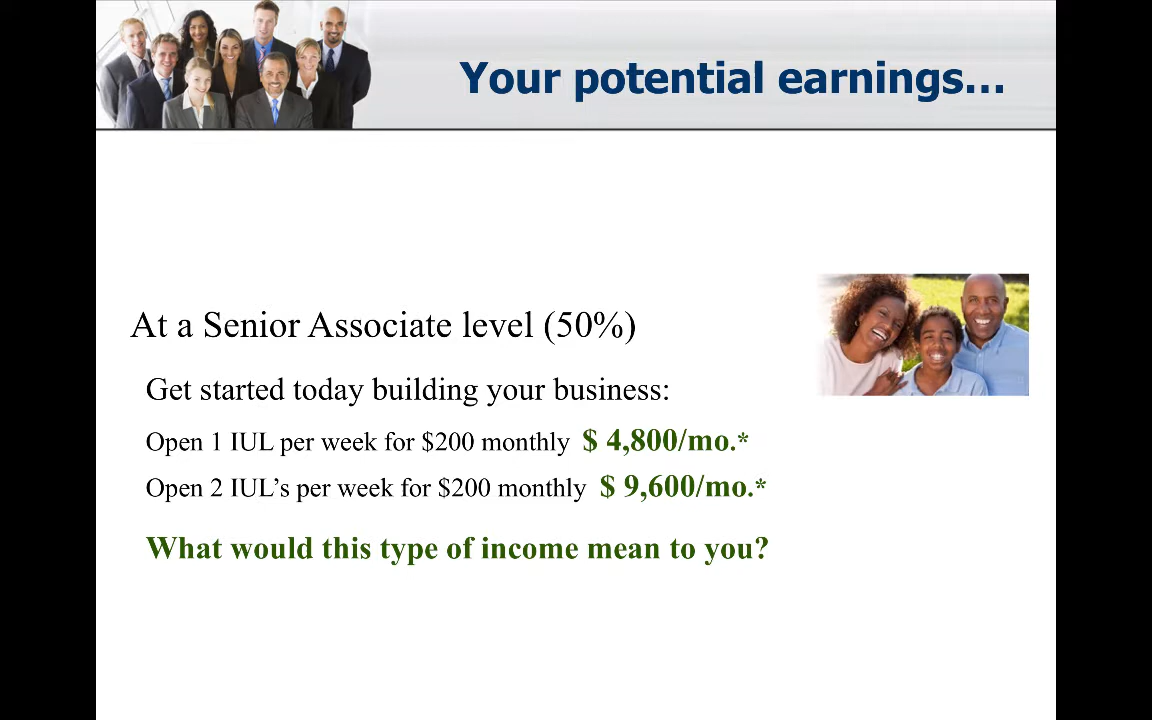 Your potential earnings…
At a Senior Associate level (50%)
Get started today building your business:
Open 1 IUL per week for $200 monthly $ 4,800/mo.*
Open 2 IUL’s per week for $200 monthly $ 9,600/mo.*
What would this type of income mean to you?